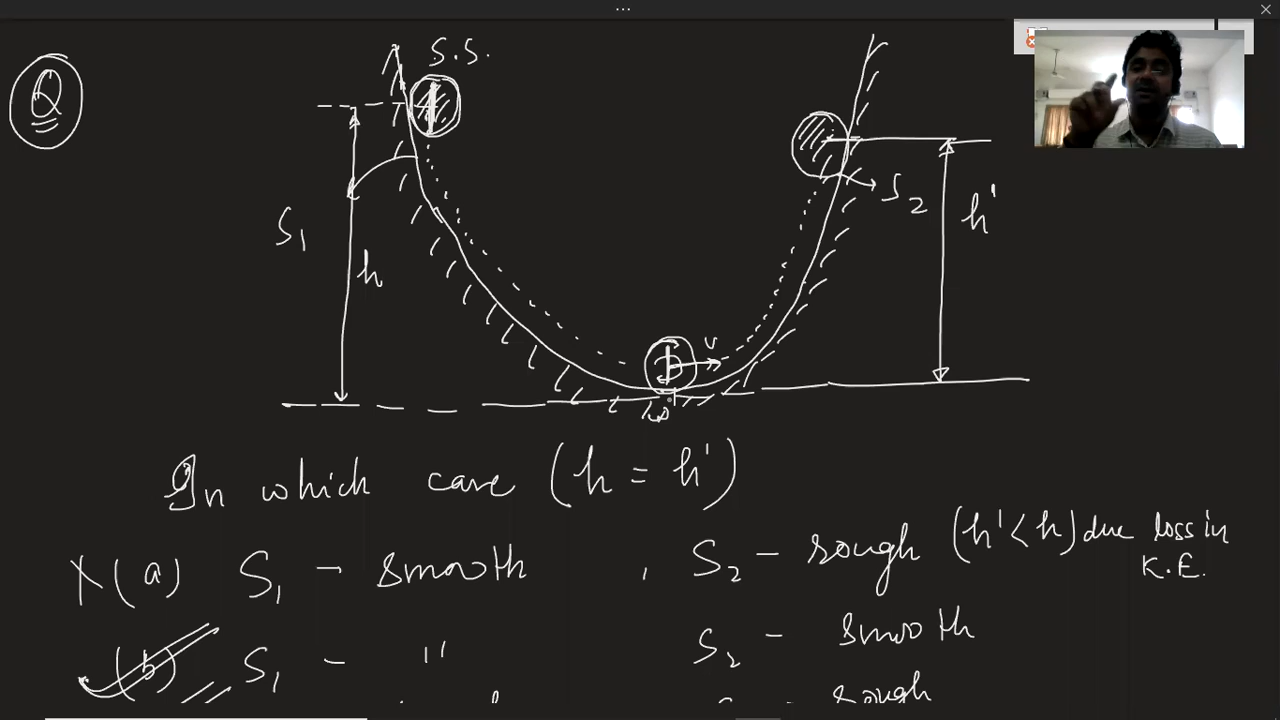 Q
S.S.
S1
h
S2
h'
v
In which case (h = h')
X (a) S1 - smooth , S2 - rough (h' < h) due loss in
K.E.
(b) S1 - " S2 - smooth
rough